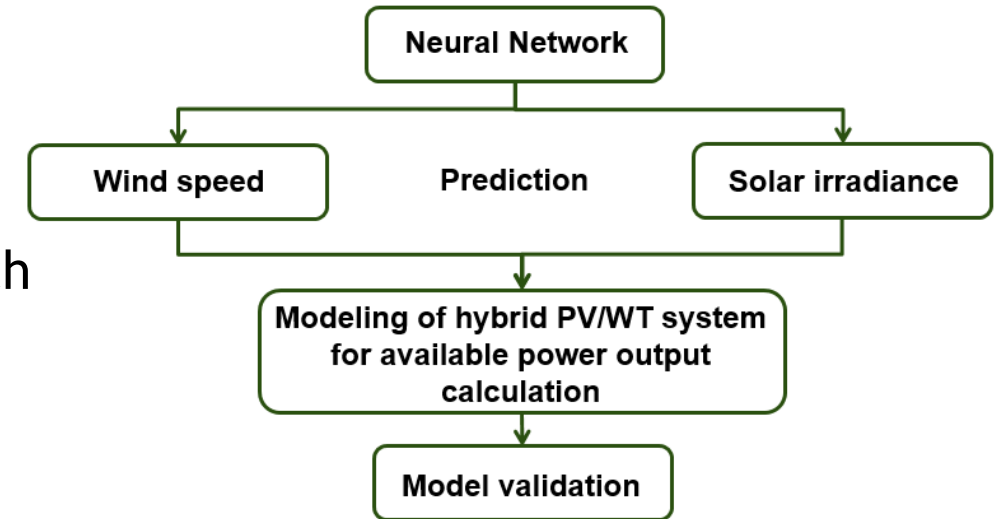 Neural Network
Wind speed
Prediction
Solar irradiance
h
Modeling of hybrid PV/WT system
for available power output
calculation
Model validation